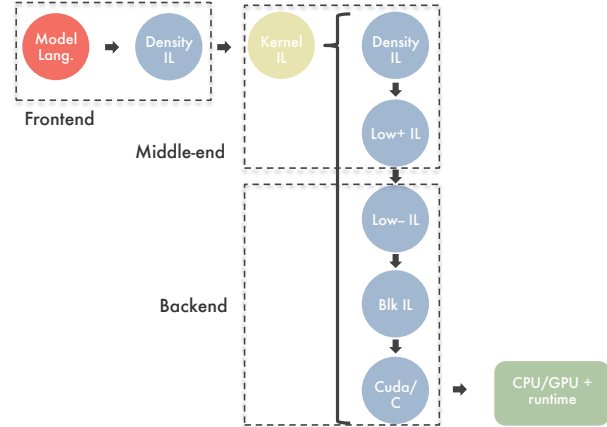 Model
Lang.
Density
IL
Kernel
IL
Density
IL
Frontend
Low+ IL
Middle-end
Low– IL
Backend
Blk IL
Cuda/
C
CPU/GPU +
runtime